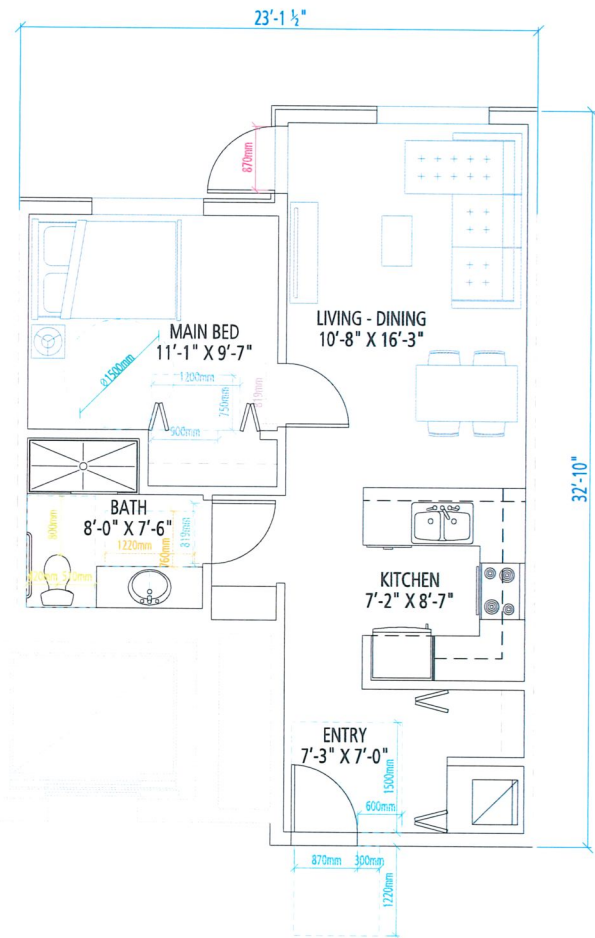 23'-1 ½"
870mm
LIVING - DINING
10'-8" X 16'-3"
MAIN BED
11'-1" X 9'-7"
ø1500mm
1200mm
750mm
819mm
900mm
32'-10"
BATH
8'-0" X 7'-6"
1220mm
760mm
819mm
KITCHEN
7'-2" X 8'-7"
ENTRY
7'-3" X 7'-0"
1500mm
600mm
870mm
300mm
1220mm